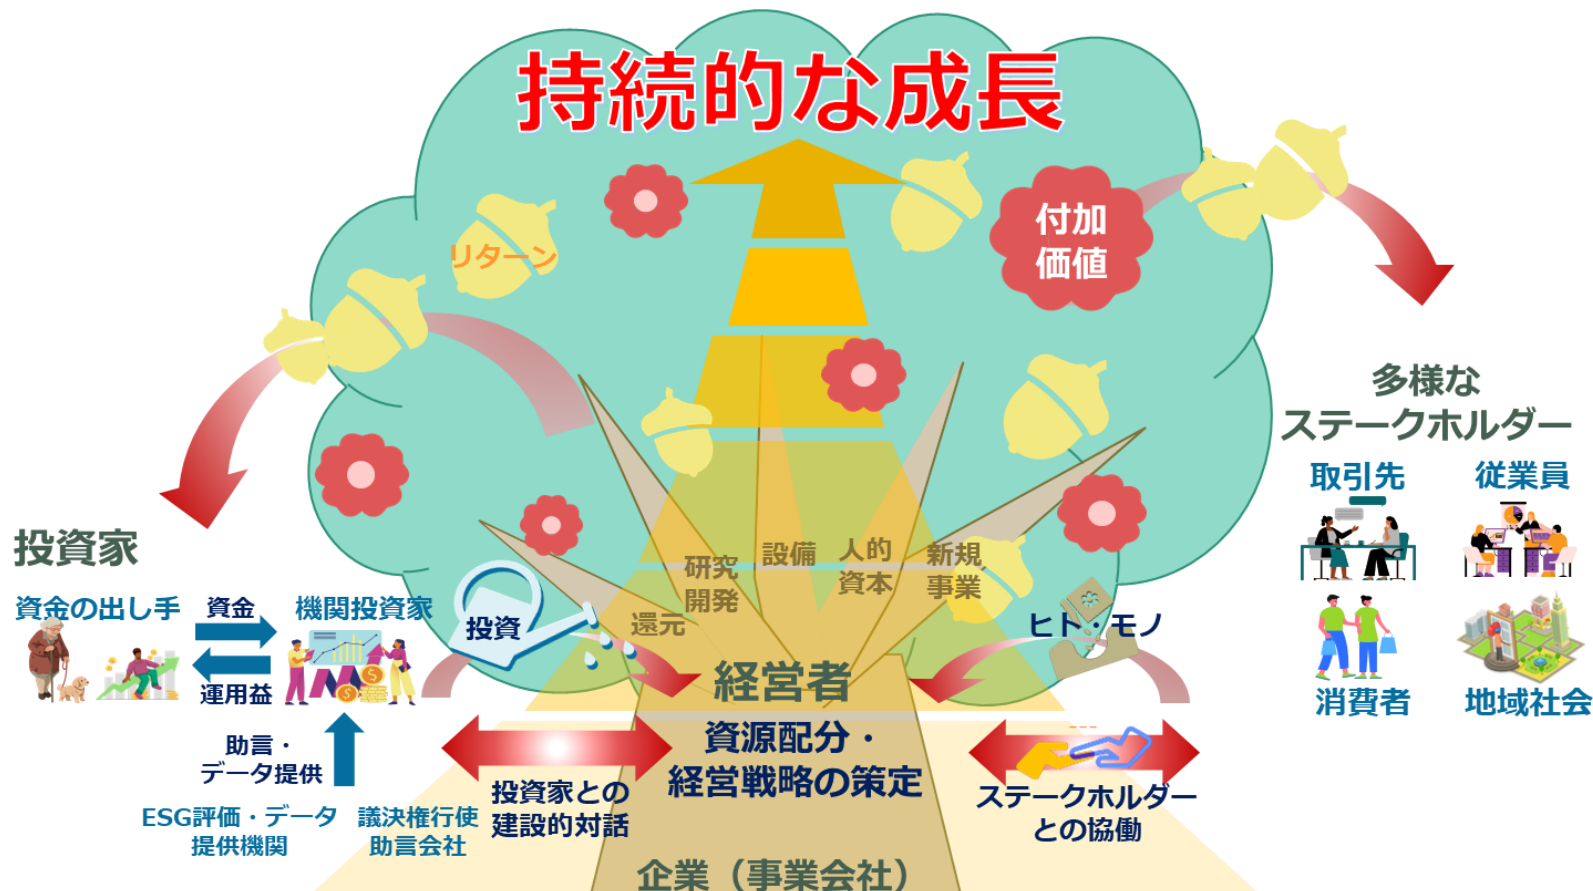 持続的な成長
付加
価値
リターン
多様な
ステークホルダー
取引先
従業員
消費者
地域社会
投資家
資金の出し手
資金
機関投資家
運用益
助言・
データ提供
ESG評価・データ
提供機関
議決権行使
助言会社
投資
還元
研究
開発
設備
人的
資本
新規
事業
ヒト・モノ
経営者
資源配分・
経営戦略の策定
投資家との
建設的対話
ステークホルダー
との協働
企業（事業会社）